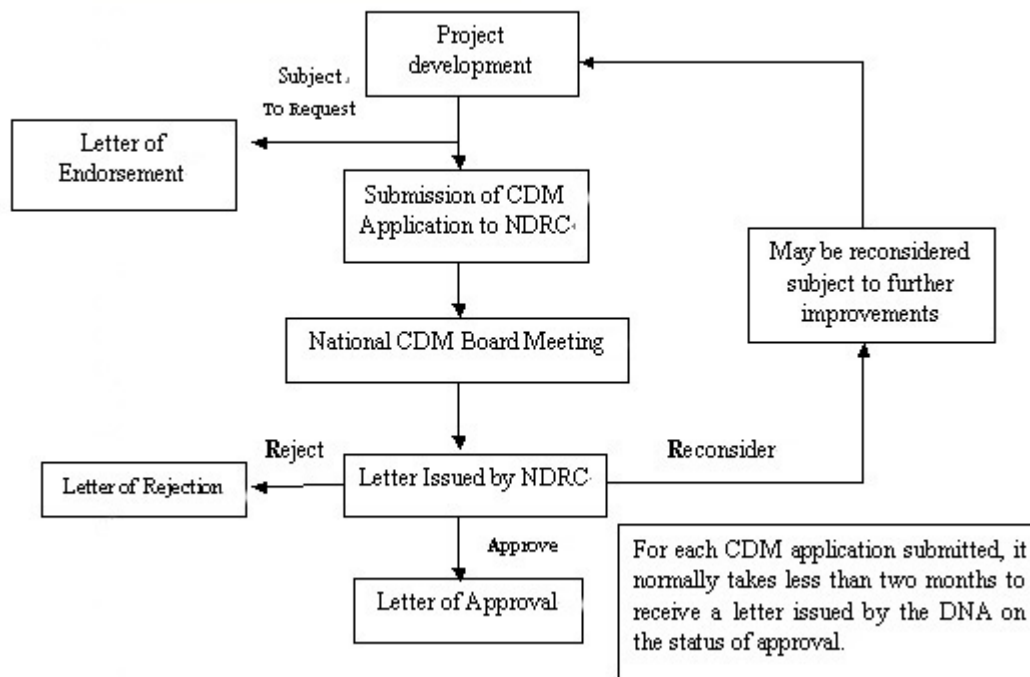 Project
development
Subject
To Request
Letter of
Endorsement
Submission of CDM
Application to NDRC
May be reconsidered
subject to further
improvements
National CDM Board Meeting
Reject
Reconsider
Letter of Rejection
Letter Issued by NDRC
Approve
Letter of Approval
For each CDM application submitted, it
normally takes less than two months to
receive a letter issued by the DNA on
the status of approval.